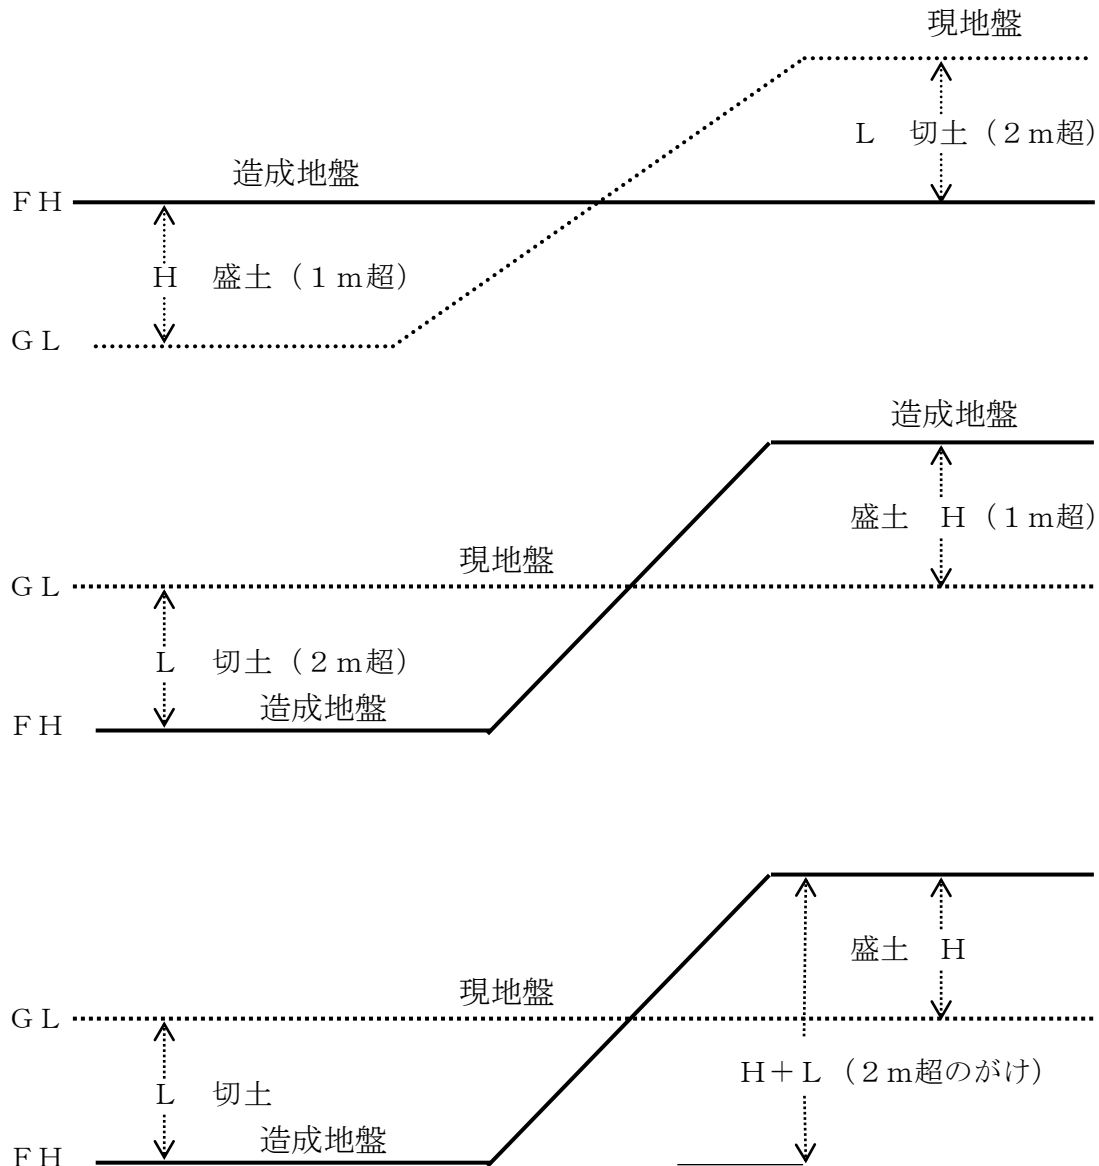 現地盤
L 切土（２ｍ超）
造成地盤
ＦＨ
H 盛土（１ｍ超）
ＧＬ
造成地盤
盛土 H（１ｍ超）
現地盤
ＧＬ
L 切土（２ｍ超）
造成地盤
ＦＨ
盛土 H
現地盤
ＧＬ
H＋L（２ｍ超のがけ）
L 切土
造成地盤
ＦＨ